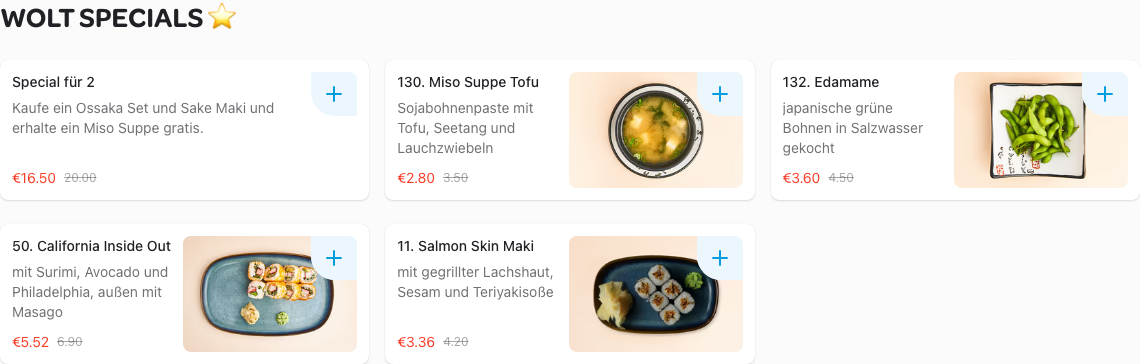 WOLT SPECIALS ⭐
Special für 2
Kaufe ein Ossaka Set und Sake Maki und
erhalte ein Miso Suppe gratis.
€16.50 20.00
130. Miso Suppe Tofu
Sojabohnenpaste mit
Tofu, Seetang und
Lauchzwiebeln
€2.80 3.50
132. Edamame
japanische grüne
Bohnen in Salzwasser
gekocht
€3.60 4.50
50. California Inside Out
mit Surimi, Avocado und
Philadelphia, außen mit
Masago
€5.52 6.90
11. Salmon Skin Maki
mit gegrillter Lachshaut,
Sesam und Teriyakisoße
€3.36 4.20